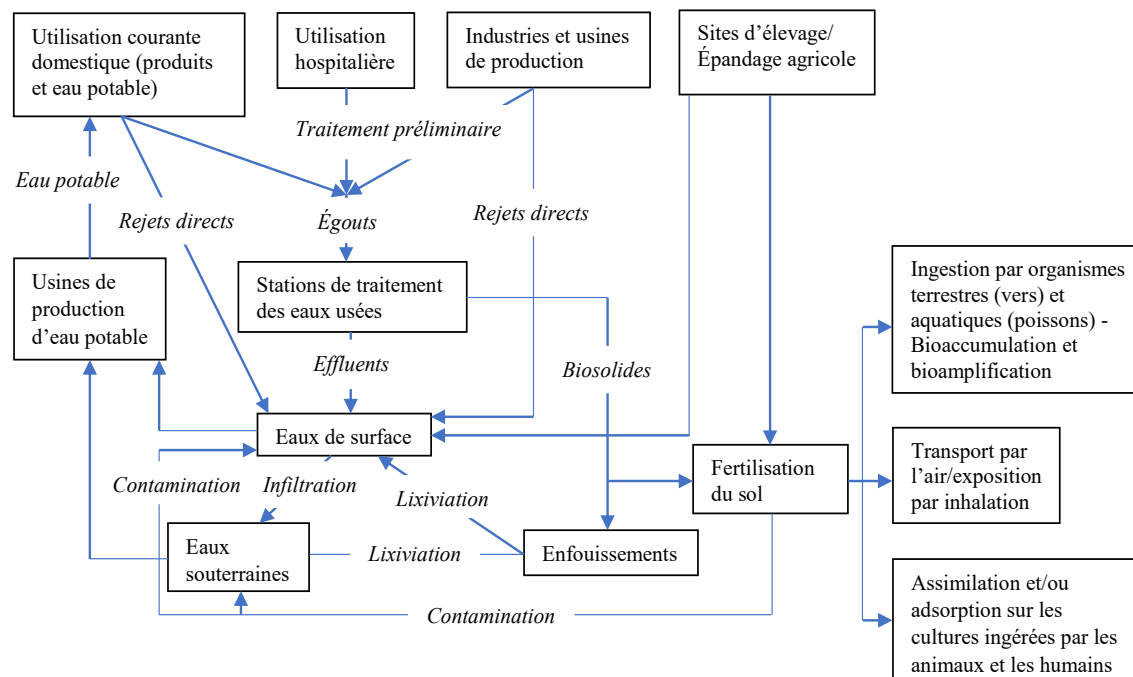 Utilisation courante
domestique (produits
et eau potable)
Utilisation
hospitalière
Industries et usines
de production
Sites d’élevage/
Épandage agricole
Traitement préliminaire
Eau potable
Rejets directs
Égouts
Rejets directs
Usines de
production
d’eau potable
Stations de traitement
des eaux usées
Ingestion par organismes
terrestres (vers) et
aquatiques (poissons) -
Bioaccumulation et
bioamplification
Effluents
Biosolides
Eaux de surface
Contamination
Infiltration
Lixiviation
Fertilisation
du sol
Transport par
l’air/exposition
par inhalation
Eaux
souterraines
Lixiviation
Enfouissements
Contamination
Assimilation et/ou
adsorption sur les
cultures ingérées par les
animaux et les humains